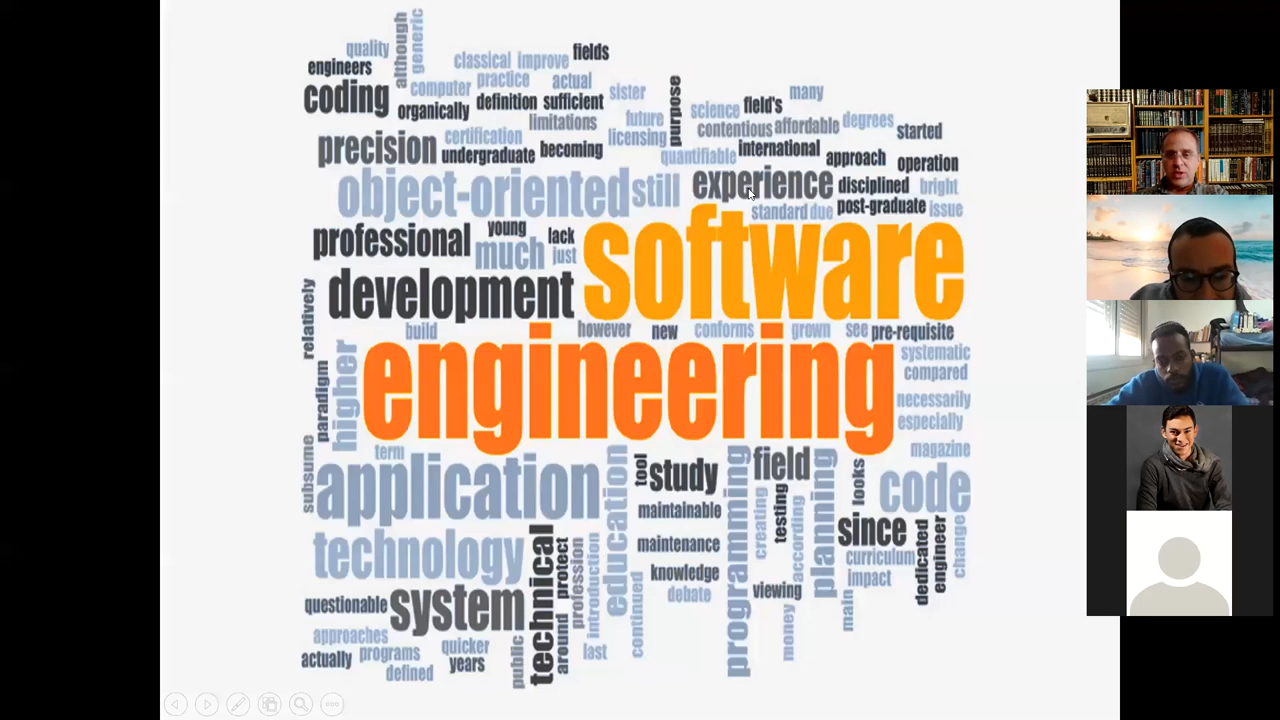 although
generic
quality
classical improve fields
engineers
computer practice actual
coding organically definition sufficient sister
limitations
purpose
many
science field's
future
licensing
contentious affordable degrees started
precision certification
undergraduate becoming
quantifiable international approach operation
object-oriented still experience disciplined bright
standard due post-graduate issue
professional young lack
much just
software
development
relatively
build however new conforms grown see pre-requisite
engineering
systematic
compared
paradigm
higher
necessarily
especially
subsume
term
magazine
application
education
tool study
programming
field
planning
looks
code
maintainable
creating
testing
according
since
technology
technical
protect
profession
introduction
maintenance
curriculum
impact
dedicated
engineer
change
knowledge
debate
viewing
questionable system
around
continued
money
main
approaches
actually programs quicker
defined years
public
last